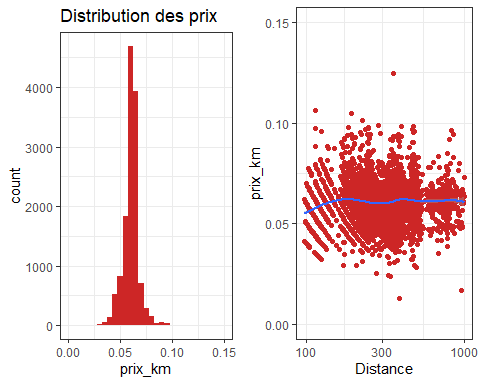 Distribution des prix
count
4000
3000
2000
1000
0
0.00 0.05 0.10 0.15
prix_km
prix_km
0.15
0.10
0.05
0.00
100 300 1000
Distance